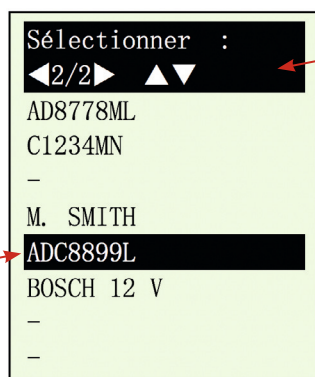 Sélectionner :
◀2/2▶ ▲▼
AD8778ML
C1234MN
–
M. SMITH
ADC8899L
BOSCH 12 V
–
–